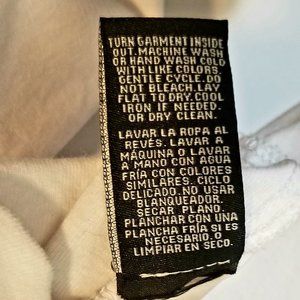 TURN GARMENT INSIDE
OUT.MACHINE WASH
OR HAND WASH COLD
WITH LIKE COLORS.
GENTLE CYCLE.DO
NOT BLEACH.LAY
FLAT TO DRY.COOL
IRON IF NEEDED.
OR DRY CLEAN.
LAVAR LA ROPA AL
REVÉS. LAVAR A
MÁQUINA O LAVAR
A MANO CON AGUA
FRÍA CON COLORES
SIMILARES. CICLO
DELICADO.NO USAR
BLANQUEADOR.
SECAR PLANO.
PLANCHAR CON UNA
PLANCHA FRÍA SI ES
NECESARIO. O
LIMPIAR EN SECO.